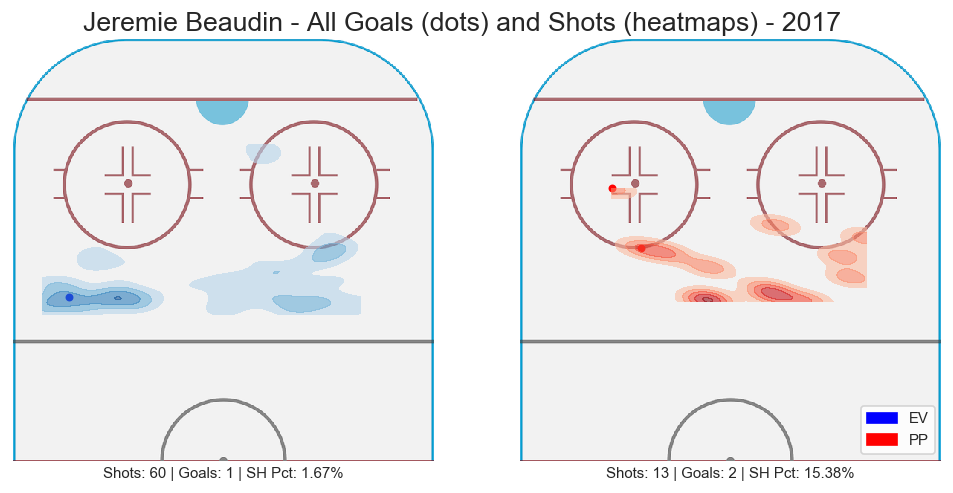 Jeremie Beaudin - All Goals (dots) and Shots (heatmaps) - 2017
EV
PP
Shots: 60 | Goals: 1 | SH Pct: 1.67%
Shots: 13 | Goals: 2 | SH Pct: 15.38%